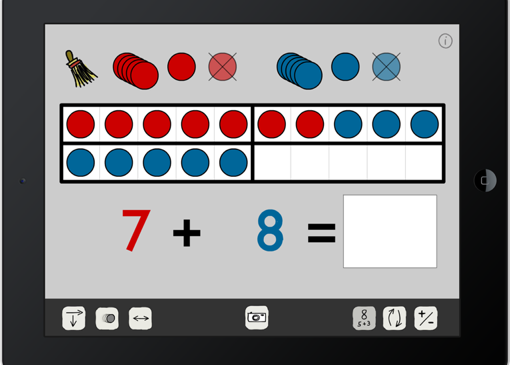 i
7 + 8 =
8
5+3
+/-